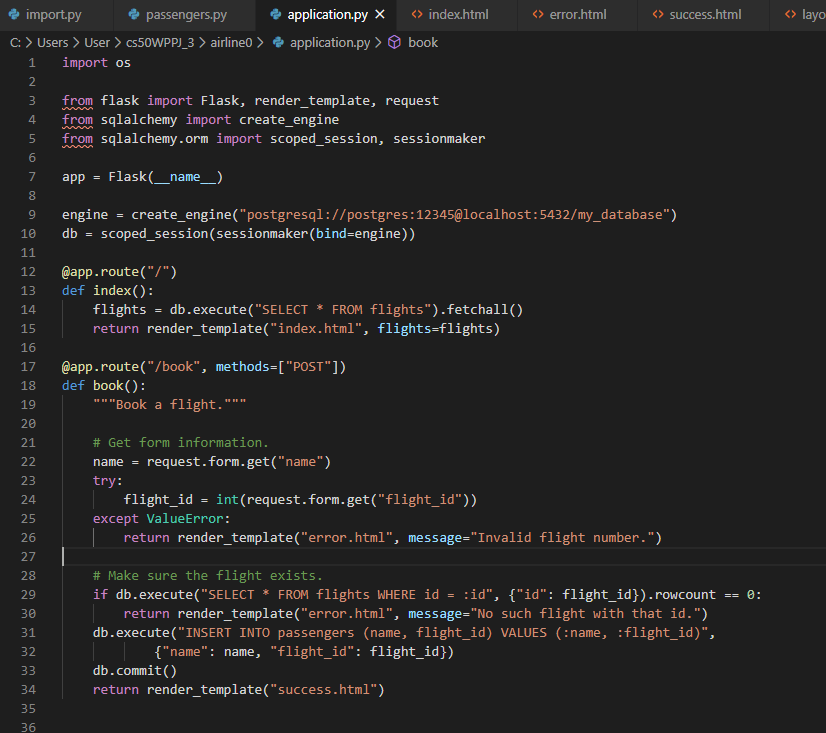 import.py passengers.py application.py × index.html error.html success.html layo
C: > Users > User > cs50WPPJ_3 > airline0 > application.py > book
1 import os
2
3 from flask import Flask, render_template, request
4 from sqlalchemy import create_engine
5 from sqlalchemy.orm import scoped_session, sessionmaker
6
7 app = Flask(__name__)
8
9 engine = create_engine("postgresql://postgres:12345@localhost:5432/my_database")
10 db = scoped_session(sessionmaker(bind=engine))
11
12 @app.route("/")
13 def index():
14     flights = db.execute("SELECT * FROM flights").fetchall()
15     return render_template("index.html", flights=flights)
16
17 @app.route("/book", methods=["POST"])
18 def book():
19     """Book a flight."""
20
21     # Get form information.
22     name = request.form.get("name")
23     try:
24         flight_id = int(request.form.get("flight_id"))
25     except ValueError:
26         return render_template("error.html", message="Invalid flight number.")
27
28     # Make sure the flight exists.
29     if db.execute("SELECT * FROM flights WHERE id = :id", {"id": flight_id}).rowcount == 0:
30         return render_template("error.html", message="No such flight with that id.")
31     db.execute("INSERT INTO passengers (name, flight_id) VALUES (:name, :flight_id)",
32             {"name": name, "flight_id": flight_id})
33     db.commit()
34     return render_template("success.html")
35
36